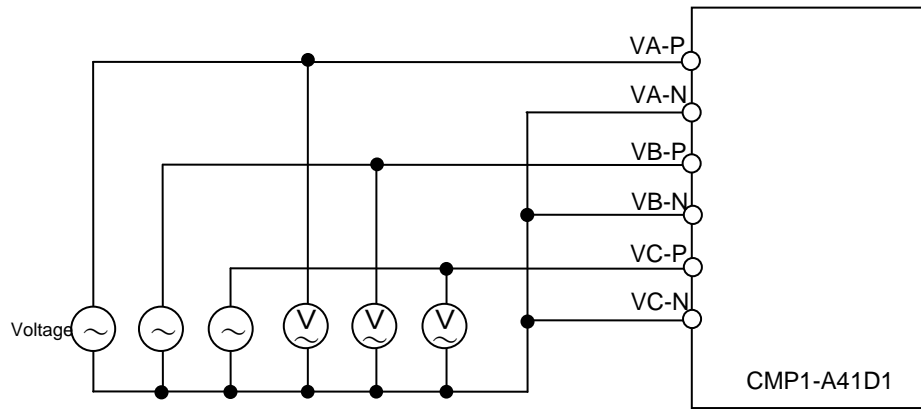 VA-P
VA-N
VB-P
VB-N
VC-P
VC-N
Voltage
V
V
V
CMP1-A41D1